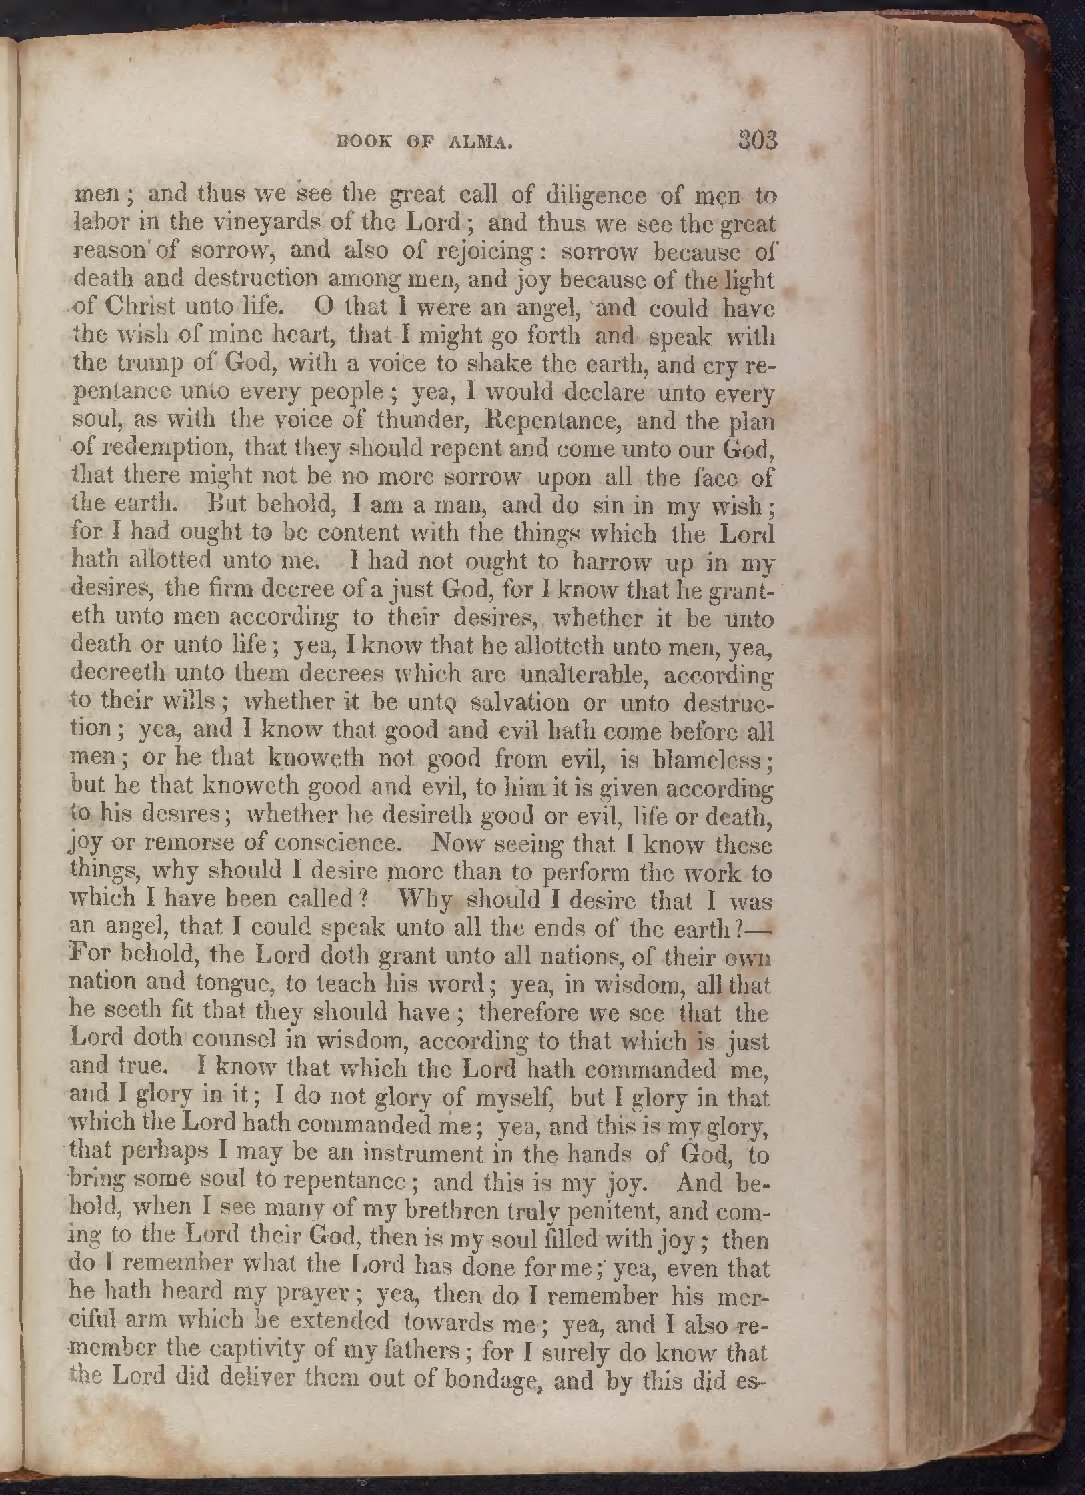 BOOK OF ALMA. 303
men; and thus we see the great call of diligence of men to
labor in the vineyards of the Lord; and thus we see the great
reason of sorrow, and also of rejoicing: sorrow because of
death and destruction among men, and joy because of the light
of Christ unto life. O that I were an angel, and could have
the wish of mine heart, that I might go forth and speak with
the trump of God, with a voice to shake the earth, and cry re-
pentance unto every people; yea, I would declare unto every
soul, as with the voice of thunder, Repentance, and the plan
of redemption, that they should repent and come unto our God,
that there might not be no more sorrow upon all the face of
the earth. But behold, I am a man, and do sin in my wish;
for I had ought to be content with the things which the Lord
hath allotted unto me. I had not ought to harrow up in my
desires, the firm decree of a just God, for I know that he grant-
eth unto men according to their desires, whether it be unto
death or unto life; yea, I know that he allotteth unto men, yea,
decreeth unto them decrees which are unalterable, according
to their wills; whether it be unto salvation or unto destruc-
tion; yea, and I know that good and evil hath come before all
men; or he that knoweth not good from evil, is blameless;
but he that knoweth good and evil, to him it is given according
to his desires; whether he desireth good or evil, life or death,
joy or remorse of conscience. Now seeing that I know these
things, why should I desire more than to perform the work to
which I have been called? Why should I desire that I was
an angel, that I could speak unto all the ends of the earth?—
For behold, the Lord doth grant unto all nations, of their own
nation and tongue, to teach his word; yea, in wisdom, all that
he seeth fit that they should have; therefore we see that the
Lord doth counsel in wisdom, according to that which is just
and true. I know that which the Lord hath commanded me,
and I glory in it; I do not glory of myself, but I glory in that
which the Lord hath commanded me; yea, and this is my glory,
that perhaps I may be an instrument in the hands of God, to
bring some soul to repentance; and this is my joy. And be-
hold, when I see many of my brethren truly penitent, and com-
ing to the Lord their God, then is my soul filled with joy; then
do I remember what the Lord has done for me; yea, even that
he hath heard my prayer; yea, then do I remember his mer-
ciful arm which he extended towards me; yea, and I also re-
member the captivity of my fathers; for I surely do know that
the Lord did deliver them out of bondage, and by this did es-